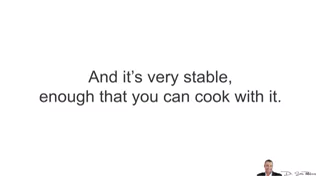 And it’s very stable,
enough that you can cook with it.